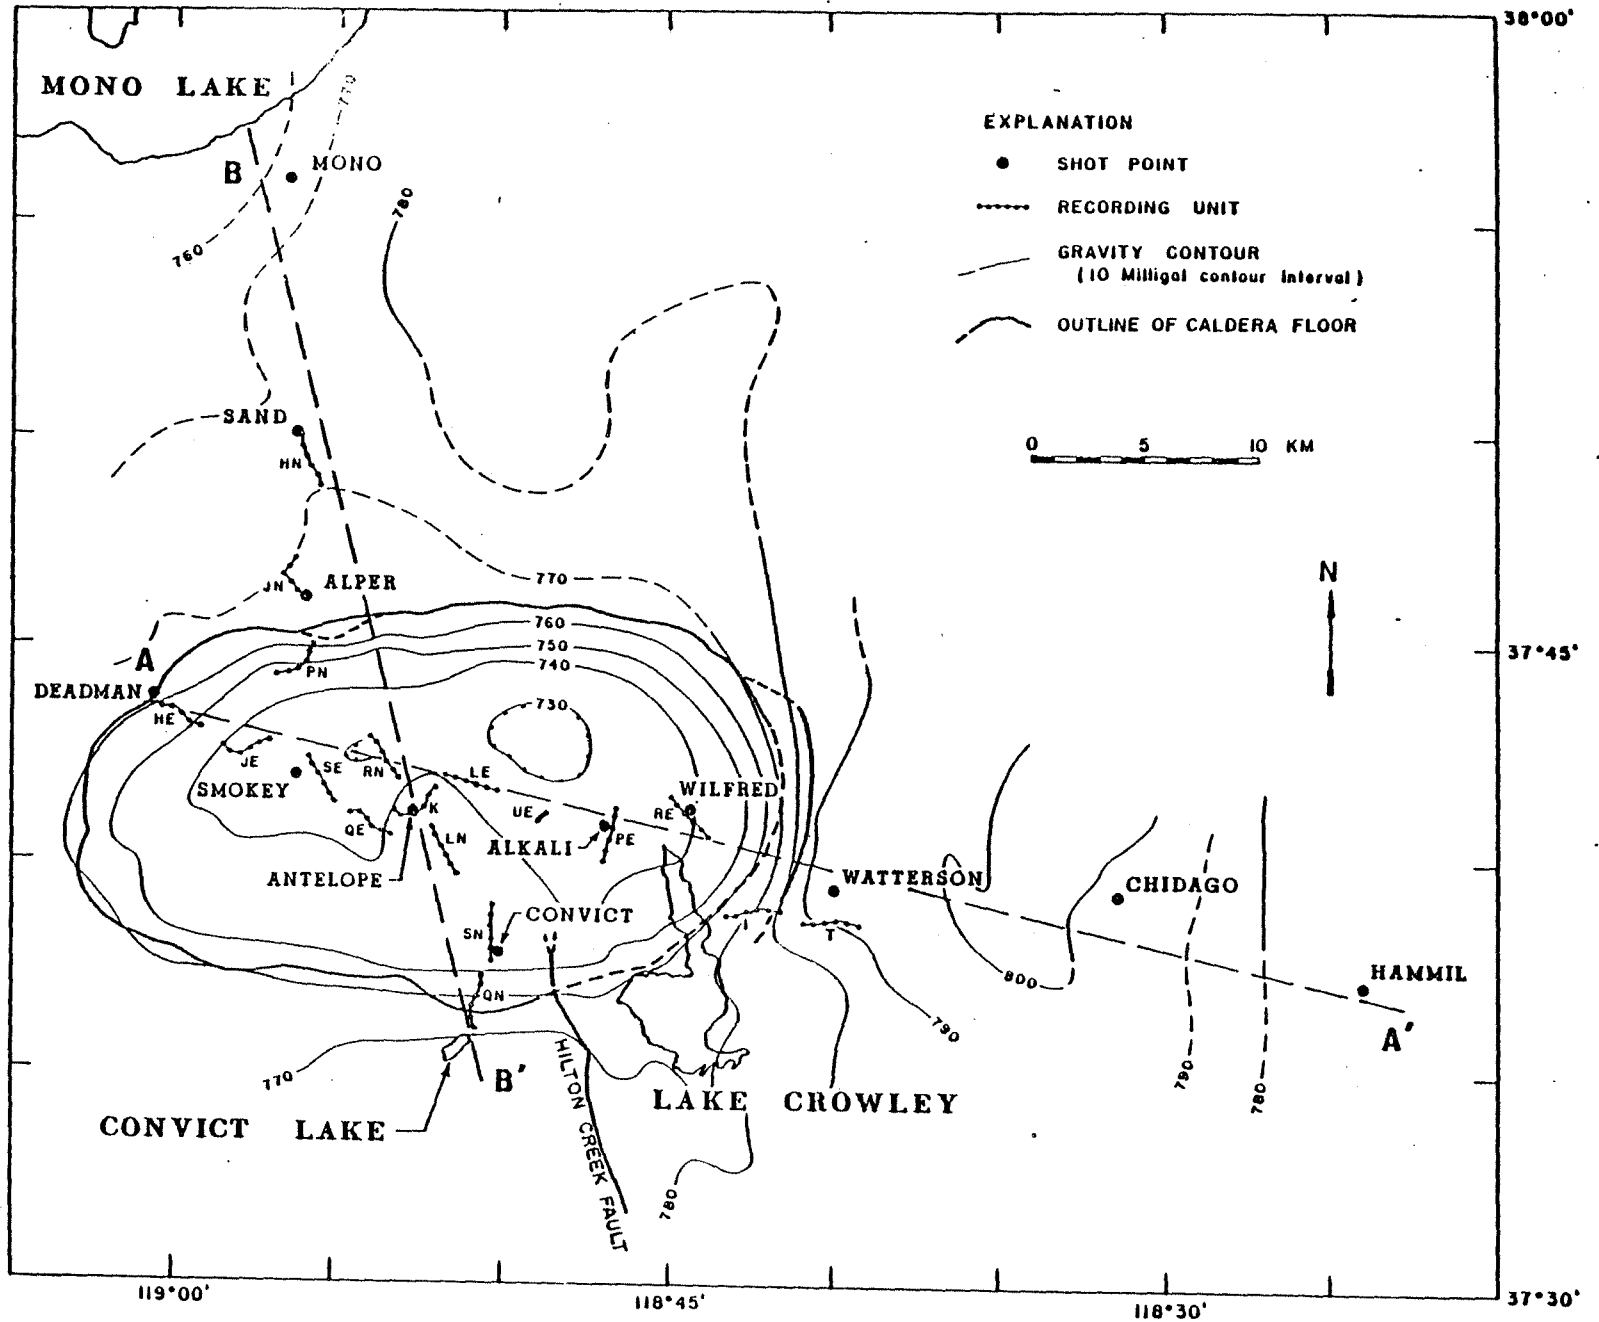 38°00'
MONO LAKE
770
EXPLANATION
SHOT POINT
B
MONO
780
RECORDING UNIT
760
GRAVITY CONTOUR
(10 Milligal contour interval)
OUTLINE OF CALDERA FLOOR
SAND
HN
0 5 10 KM
N
JN
ALPER
770
760
37°45'
A
750
740
PN
DEADMAN
730
HE
JE
SE
RN
LE
SMOKEY
WILFRED
K
UE
RE
QE
LN
ALKALI
PE
ANTELOPE
WATTERSON
CHIDAGO
CONVICT
SN
I
T
800
HAMMIL
QN
790
A'
HILTON CREEK FAULT
770
B'
790
780
LAKE CROWLEY
CONVICT LAKE
780
119°00'
118°45'
118°30'
37°30'